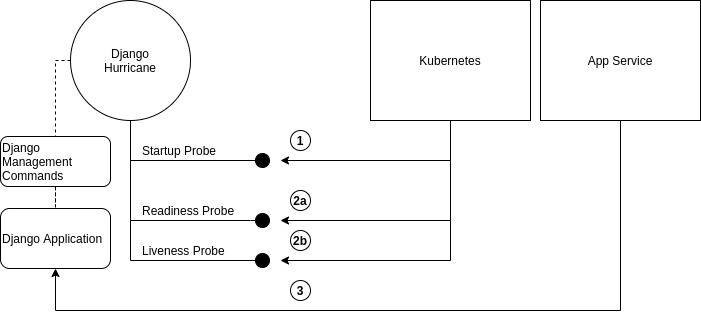 Django
Hurricane
Kubernetes
App Service
Django
Management
Commands
Startup Probe
1
Readiness Probe
2a
Django Application
Liveness Probe
2b
3